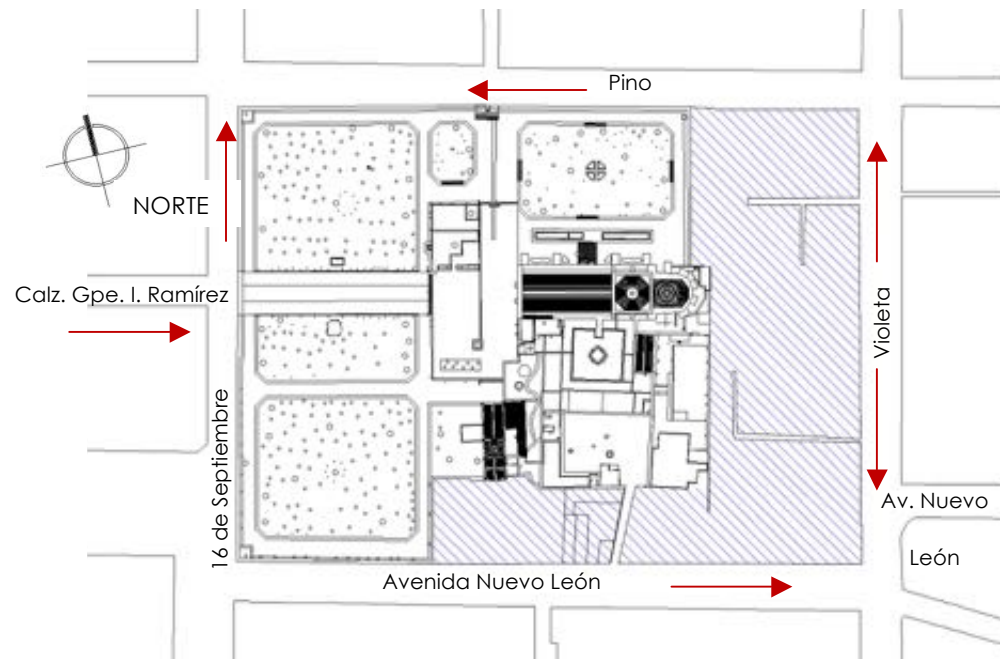 Pino
NORTE
Calz. Gpe. I. Ramírez
Violeta
16 de Septiembre
Av. Nuevo
León
Avenida Nuevo León